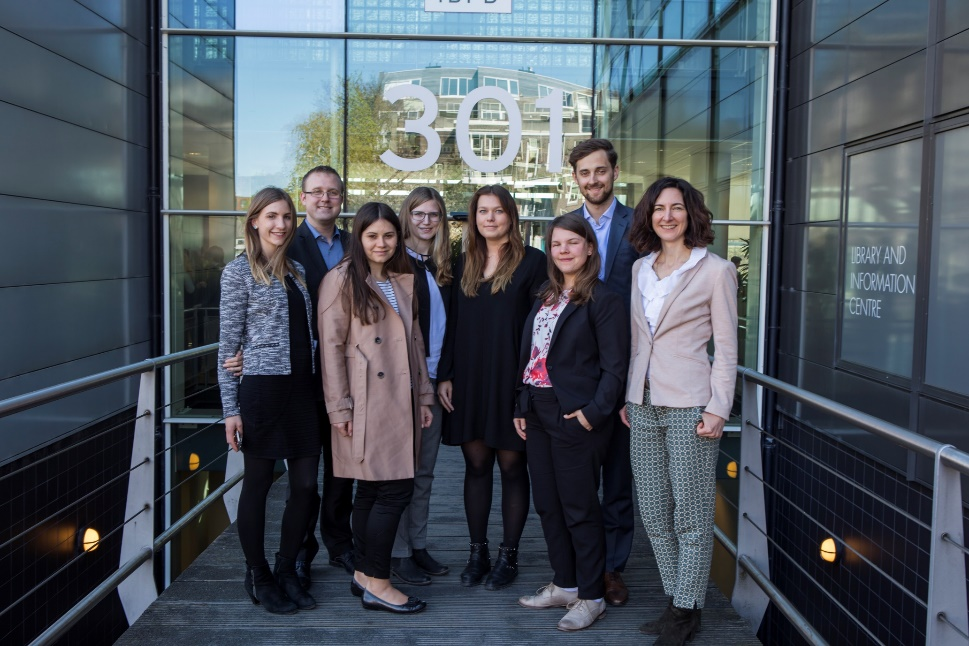 301
LIBRARY AND
INFORMATION
CENTRE